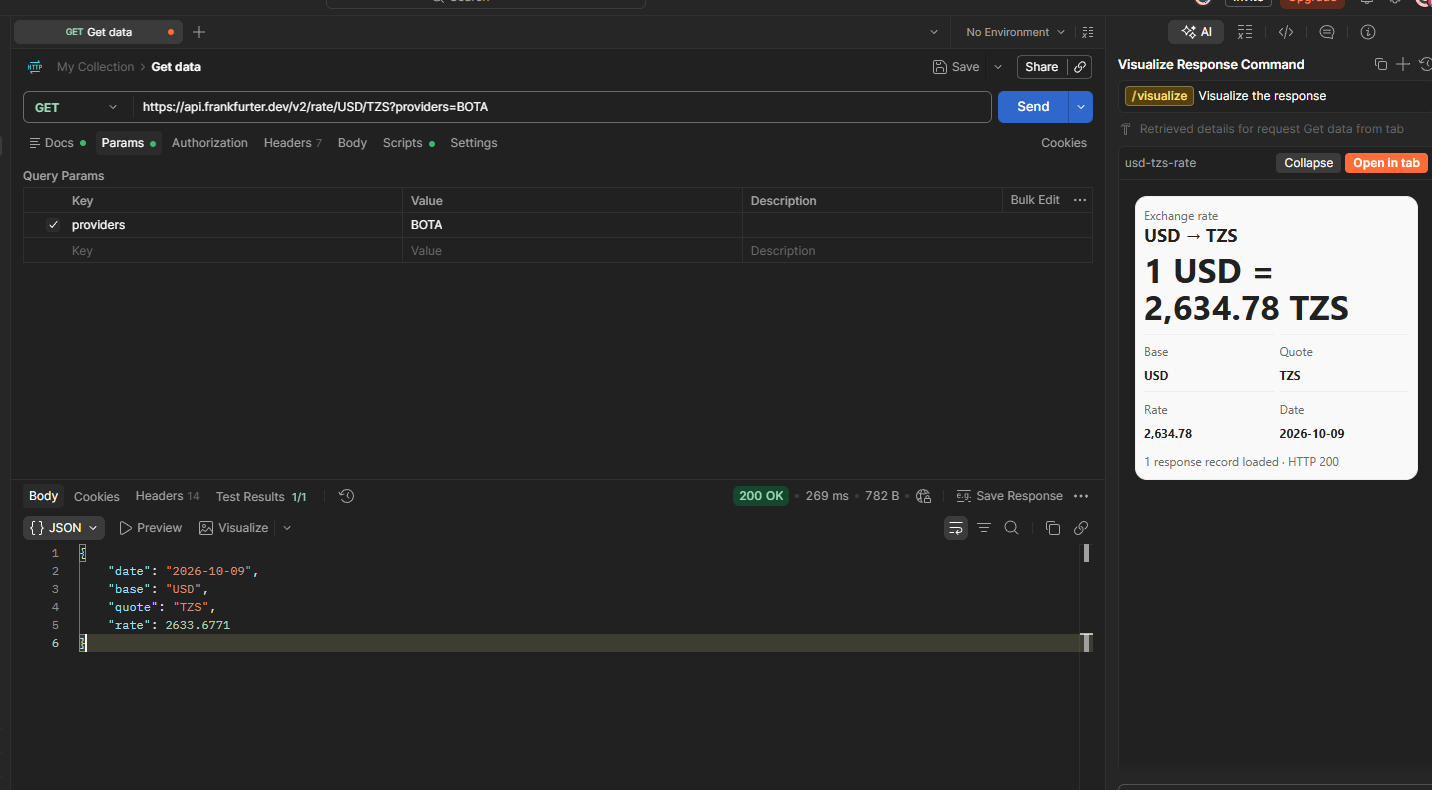 GET Get data
No Environment
AI
HTTP My Collection > Get data
Save
Share
GET
https://api.frankfurter.dev/v2/rate/USD/TZS?providers=BOTA
Send
Docs Params Authorization Headers 7 Body Scripts Settings Cookies
Query Params
Key Value Description Bulk Edit
providers BOTA
Key Value Description
Body Cookies Headers 14 Test Results 1/1
200 OK • 269 ms • 782 B
e.g. Save Response
{} JSON Preview Visualize
1 {
2 "date": "2026-10-09",
3 "base": "USD",
4 "quote": "TZS",
5 "rate": 2633.6771
6 }
Visualize Response Command
/visualize Visualize the response
Retrieved details for request Get data from tab
usd-tzs-rate Collapse Open in tab
Exchange rate
USD → TZS
1 USD =
2,634.78 TZS
Base Quote
USD TZS
Rate Date
2,634.78 2026-10-09
1 response record loaded · HTTP 200